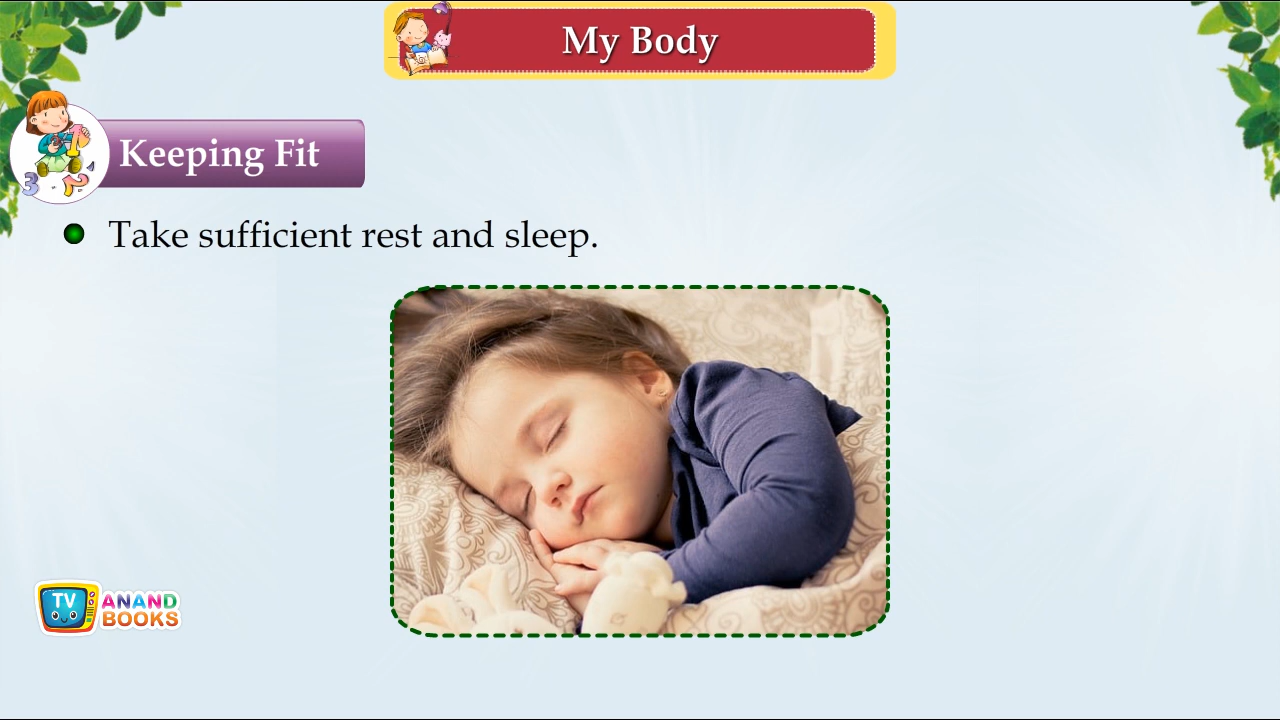 My Body
Keeping Fit
Take sufficient rest and sleep.
TV
ANAND
BOOKS